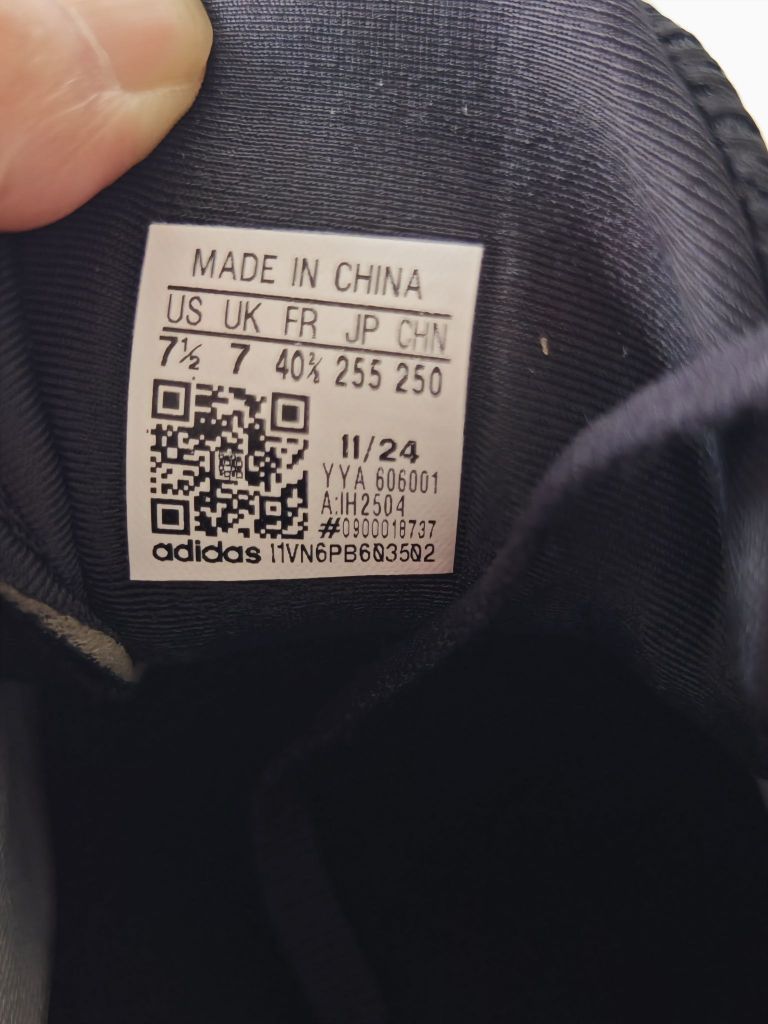 MADE IN CHINA
US UK FR JP CHN
7½ 7 40⅔ 255 250
11/24
YYA 606001
A:IH2504
#0900018737
adidas 11VN6PB603502